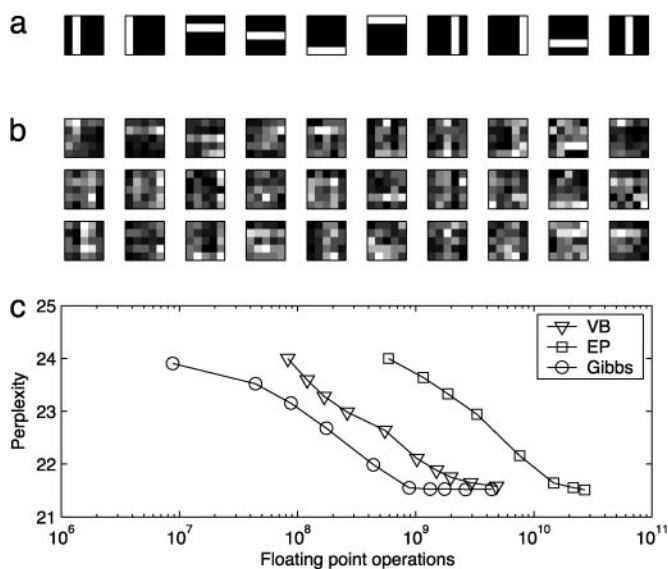 a
b
c
25
24
23
22
21
Perplexity
VB
EP
Gibbs
10^6
10^7
10^8
10^9
10^10
10^11
Floating point operations